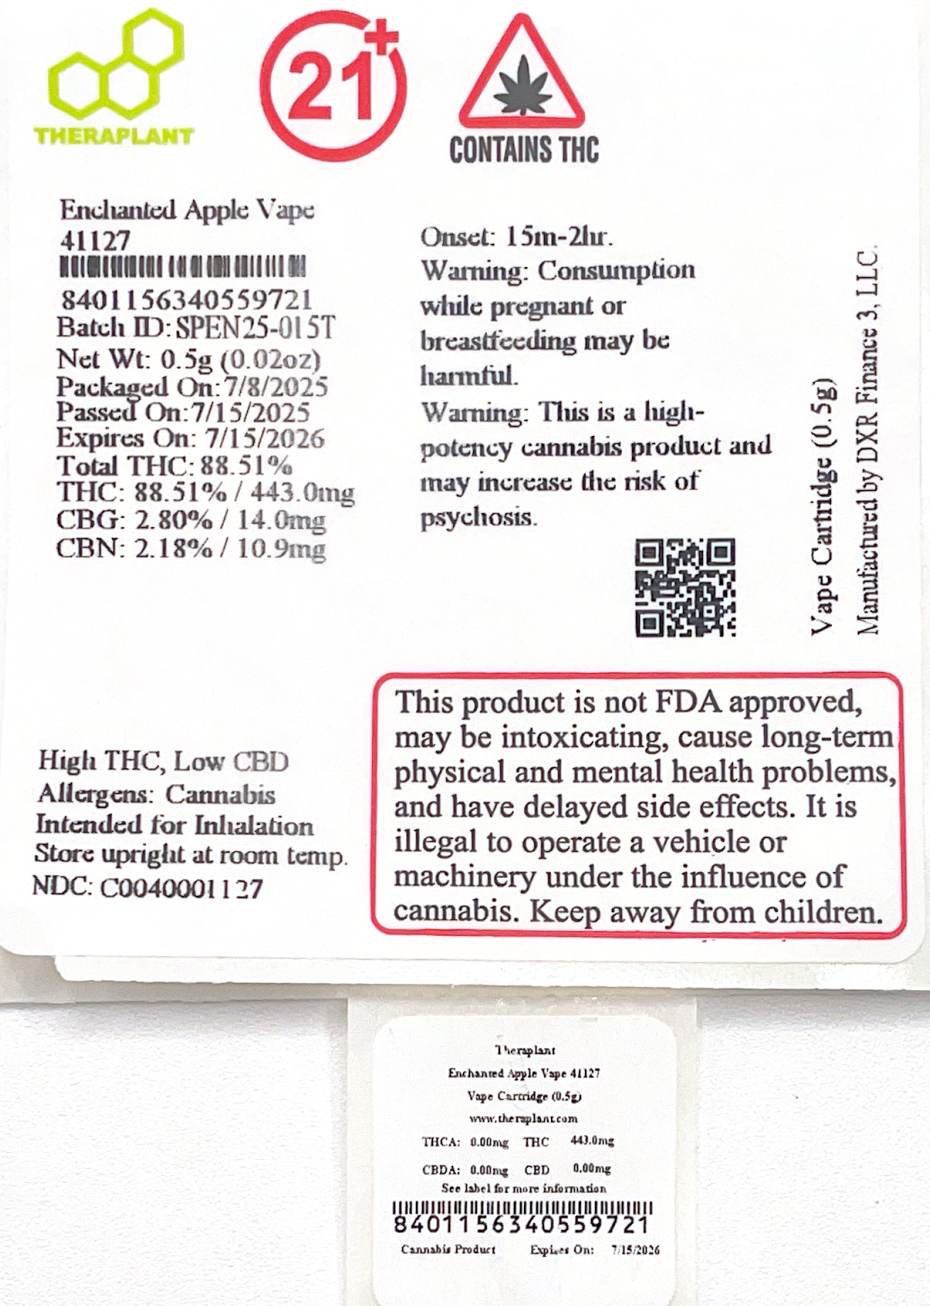 THERAPLANT
21+
CONTAINS THC
Enchanted Apple Vape
41127
8401156340559721
Batch ID: SPEN25-015T
Net Wt: 0.5g (0.02oz)
Packaged On: 7/8/2025
Passed On: 7/15/2025
Expires On: 7/15/2026
Total THC: 88.51%
THC: 88.51% / 443.0mg
CBG: 2.80% / 14.0mg
CBN: 2.18% / 10.9mg
Onset: 15m-2hr.
Warning: Consumption
while pregnant or
breastfeeding may be
harmful.
Warning: This is a high-
potency cannabis product and
may increase the risk of
psychosis.
Vape Cartridge (0.5g)
Manufactured by DXR Finance 3, LLC.
High THC, Low CBD
Allergens: Cannabis
Intended for Inhalation
Store upright at room temp.
NDC: C0040001127
This product is not FDA approved,
may be intoxicating, cause long-term
physical and mental health problems,
and have delayed side effects. It is
illegal to operate a vehicle or
machinery under the influence of
cannabis. Keep away from children.
Theraplant
Enchanted Apple Vape 41127
Vape Cartridge (0.5g)
www.theraplant.com
THCA: 0.00mg THC 443.0mg
CBDA: 0.00mg CBD 0.00mg
See label for more information
8401156340559721
Cannabis Product Expires On: 7/15/2026